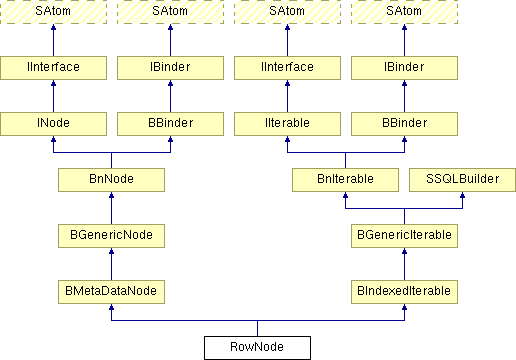 SAtom SAtom SAtom SAtom
IInterface IBinder IInterface IBinder
INode BBinder IIterable BBinder
BnNode BnIterable SSQLBuilder
BGenericNode BGenericIterable
BMetaDataNode BIndexedIterable
RowNode